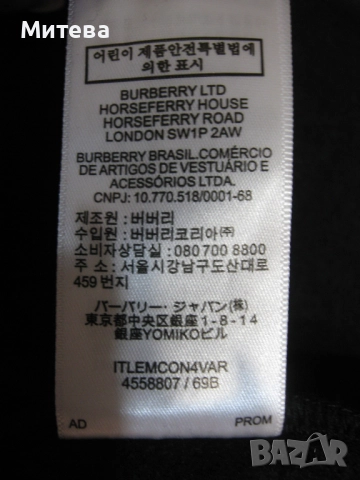 Митева
어린이 제품안전특별법에
의한 표시
BURBERRY LTD
HORSEFERRY HOUSE
HORSEFERRY ROAD
LONDON SW1P 2AW
BURBERRY BRASIL.COMÉRCIO
DE ARTIGOS DE VESTUÁRIO E
ACESSÓRIOS LTDA.
CNPJ: 10.770.518/0001-68
제조원 : 버버리
수입원 : 버버리코리아㈜
소비자상담실 : 080 700 8800
주 소 : 서울시강남구도산대로
459 번지
バーバリー・ジャパン(株)
東京都中央区銀座1-8-14
銀座YOMIKOビル
ITLEMCON4VAR
4558807 / 69B
AD PROM
BAZAR